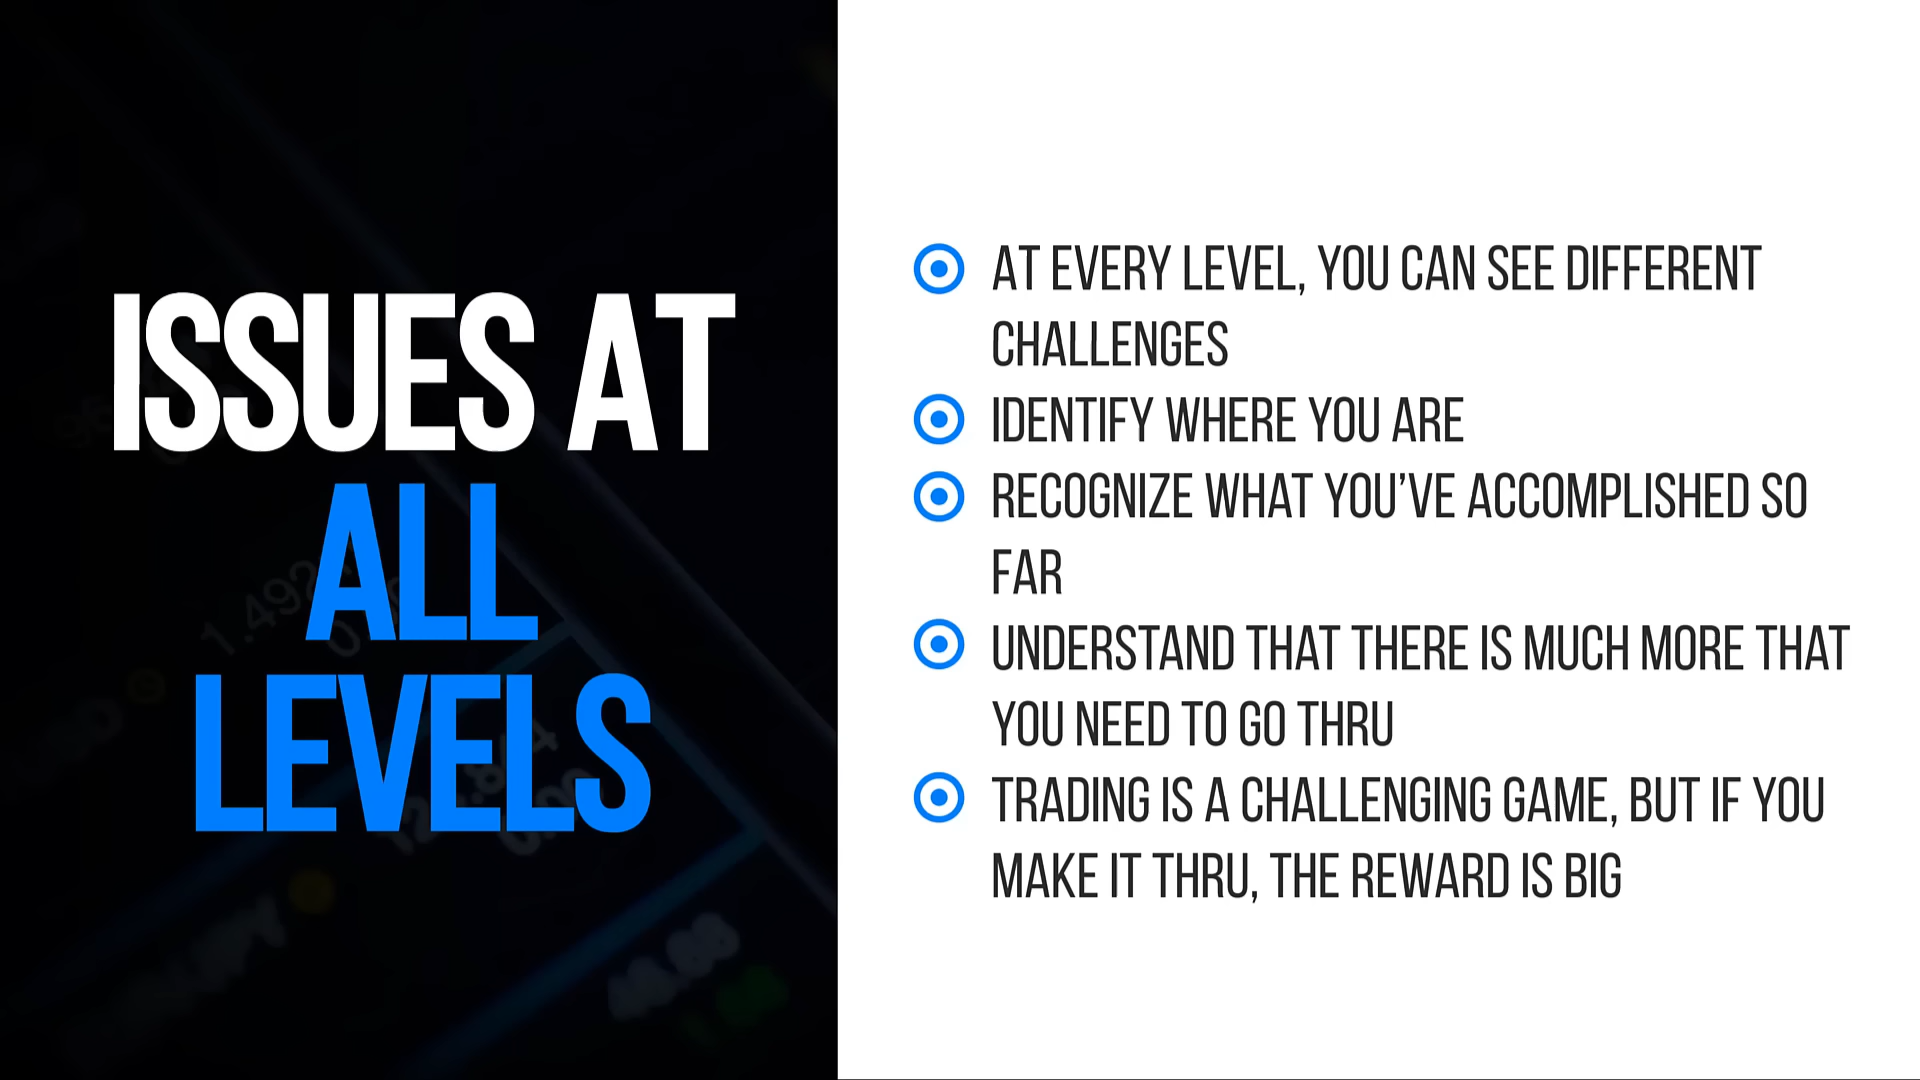 ISSUES AT
ALL
LEVELS
AT EVERY LEVEL, YOU CAN SEE DIFFERENT
CHALLENGES
IDENTIFY WHERE YOU ARE
RECOGNIZE WHAT YOU’VE ACCOMPLISHED SO
FAR
UNDERSTAND THAT THERE IS MUCH MORE THAT
YOU NEED TO GO THRU
TRADING IS A CHALLENGING GAME, BUT IF YOU
MAKE IT THRU, THE REWARD IS BIG